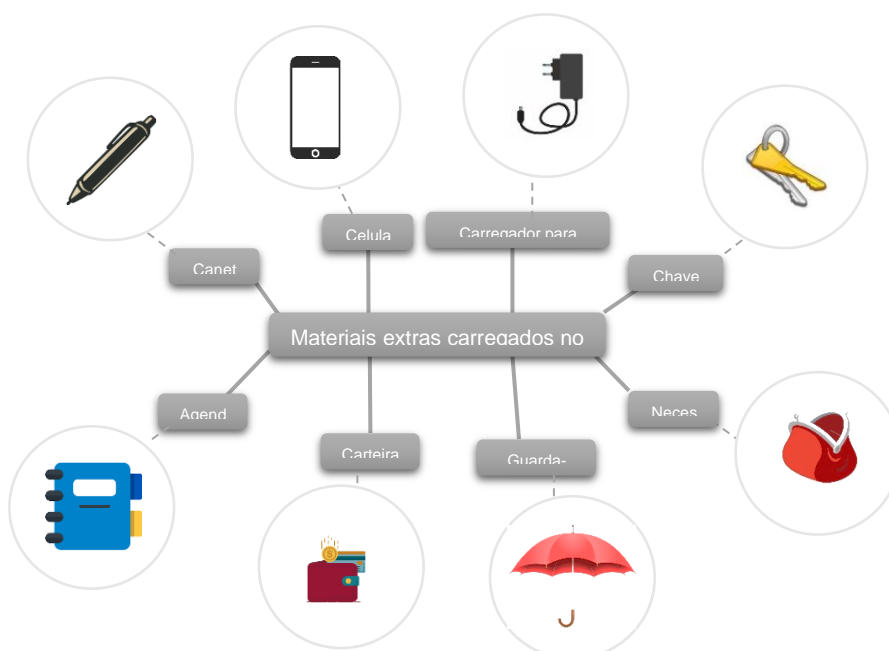 Celula
Carregador para
Canet
Chave
Materiais extras carregados no
Agend
Neces
Carteira
Guarda-